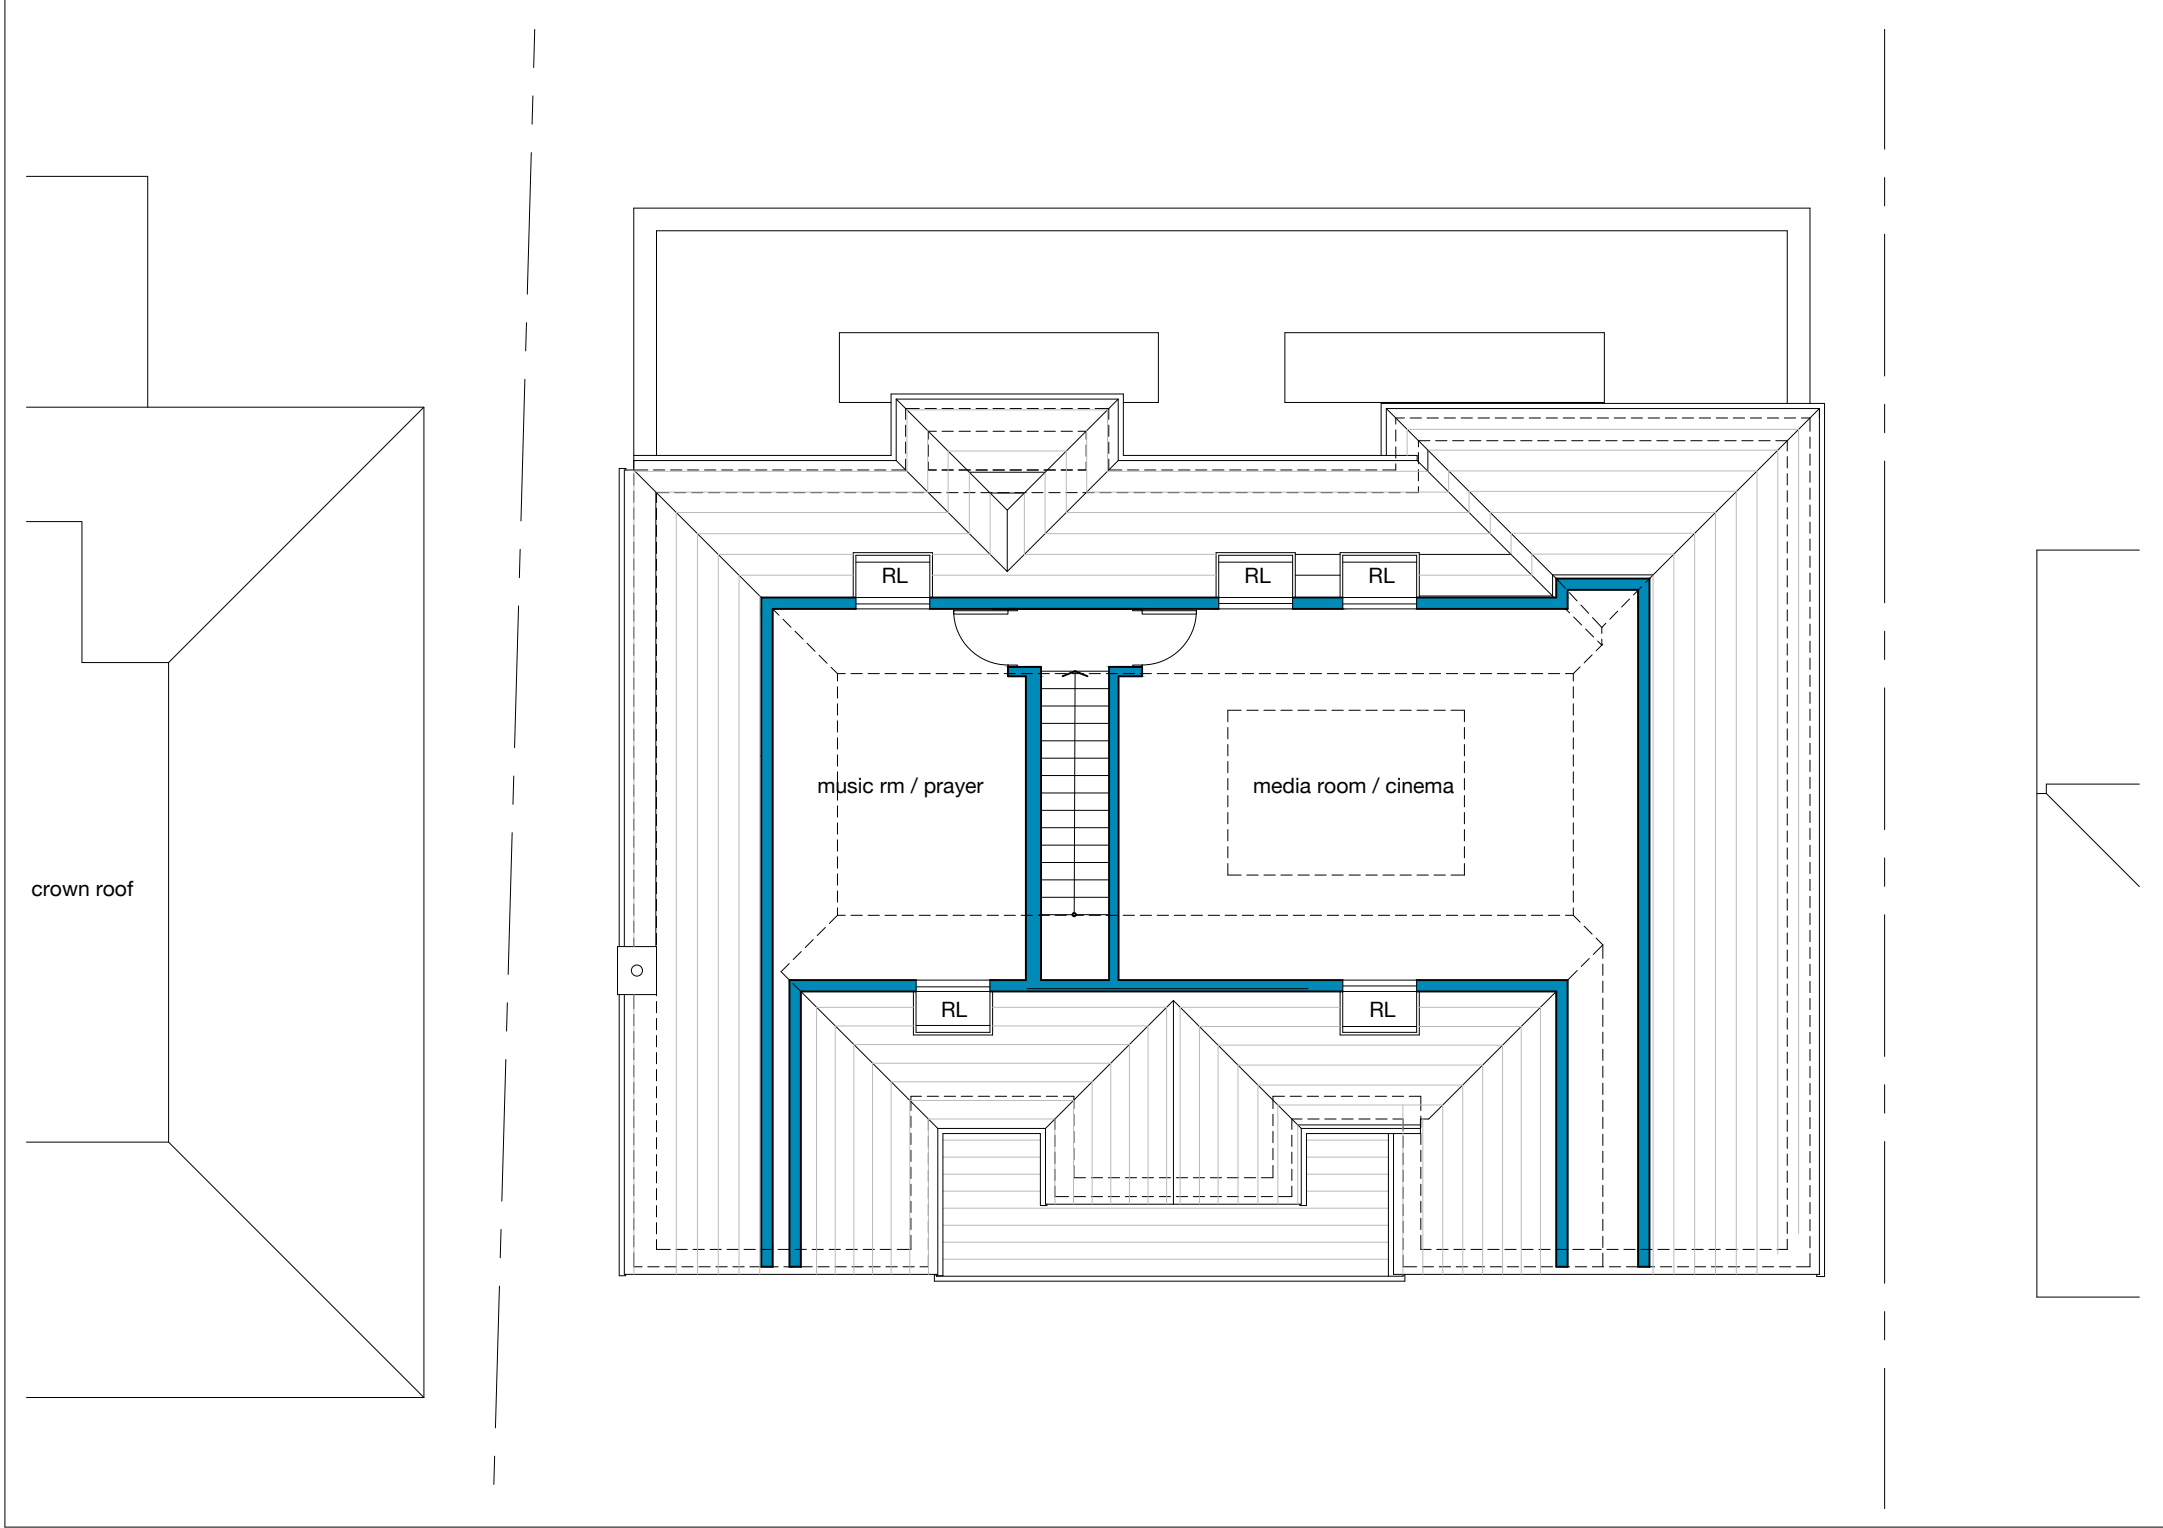 RL
RL
RL
music rm / prayer
media room / cinema
crown roof
RL
RL